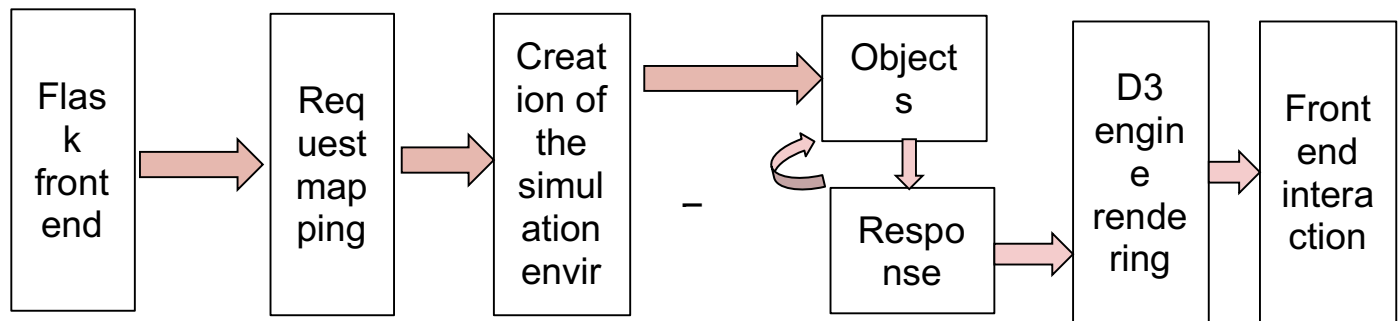 Flas
k
front
end
Req
uest
map
ping
Creat
ion of
the
simul
ation
envir
Object
s
–
Respo
nse
D3
engin
e
rende
ring
Front
end
intera
ction